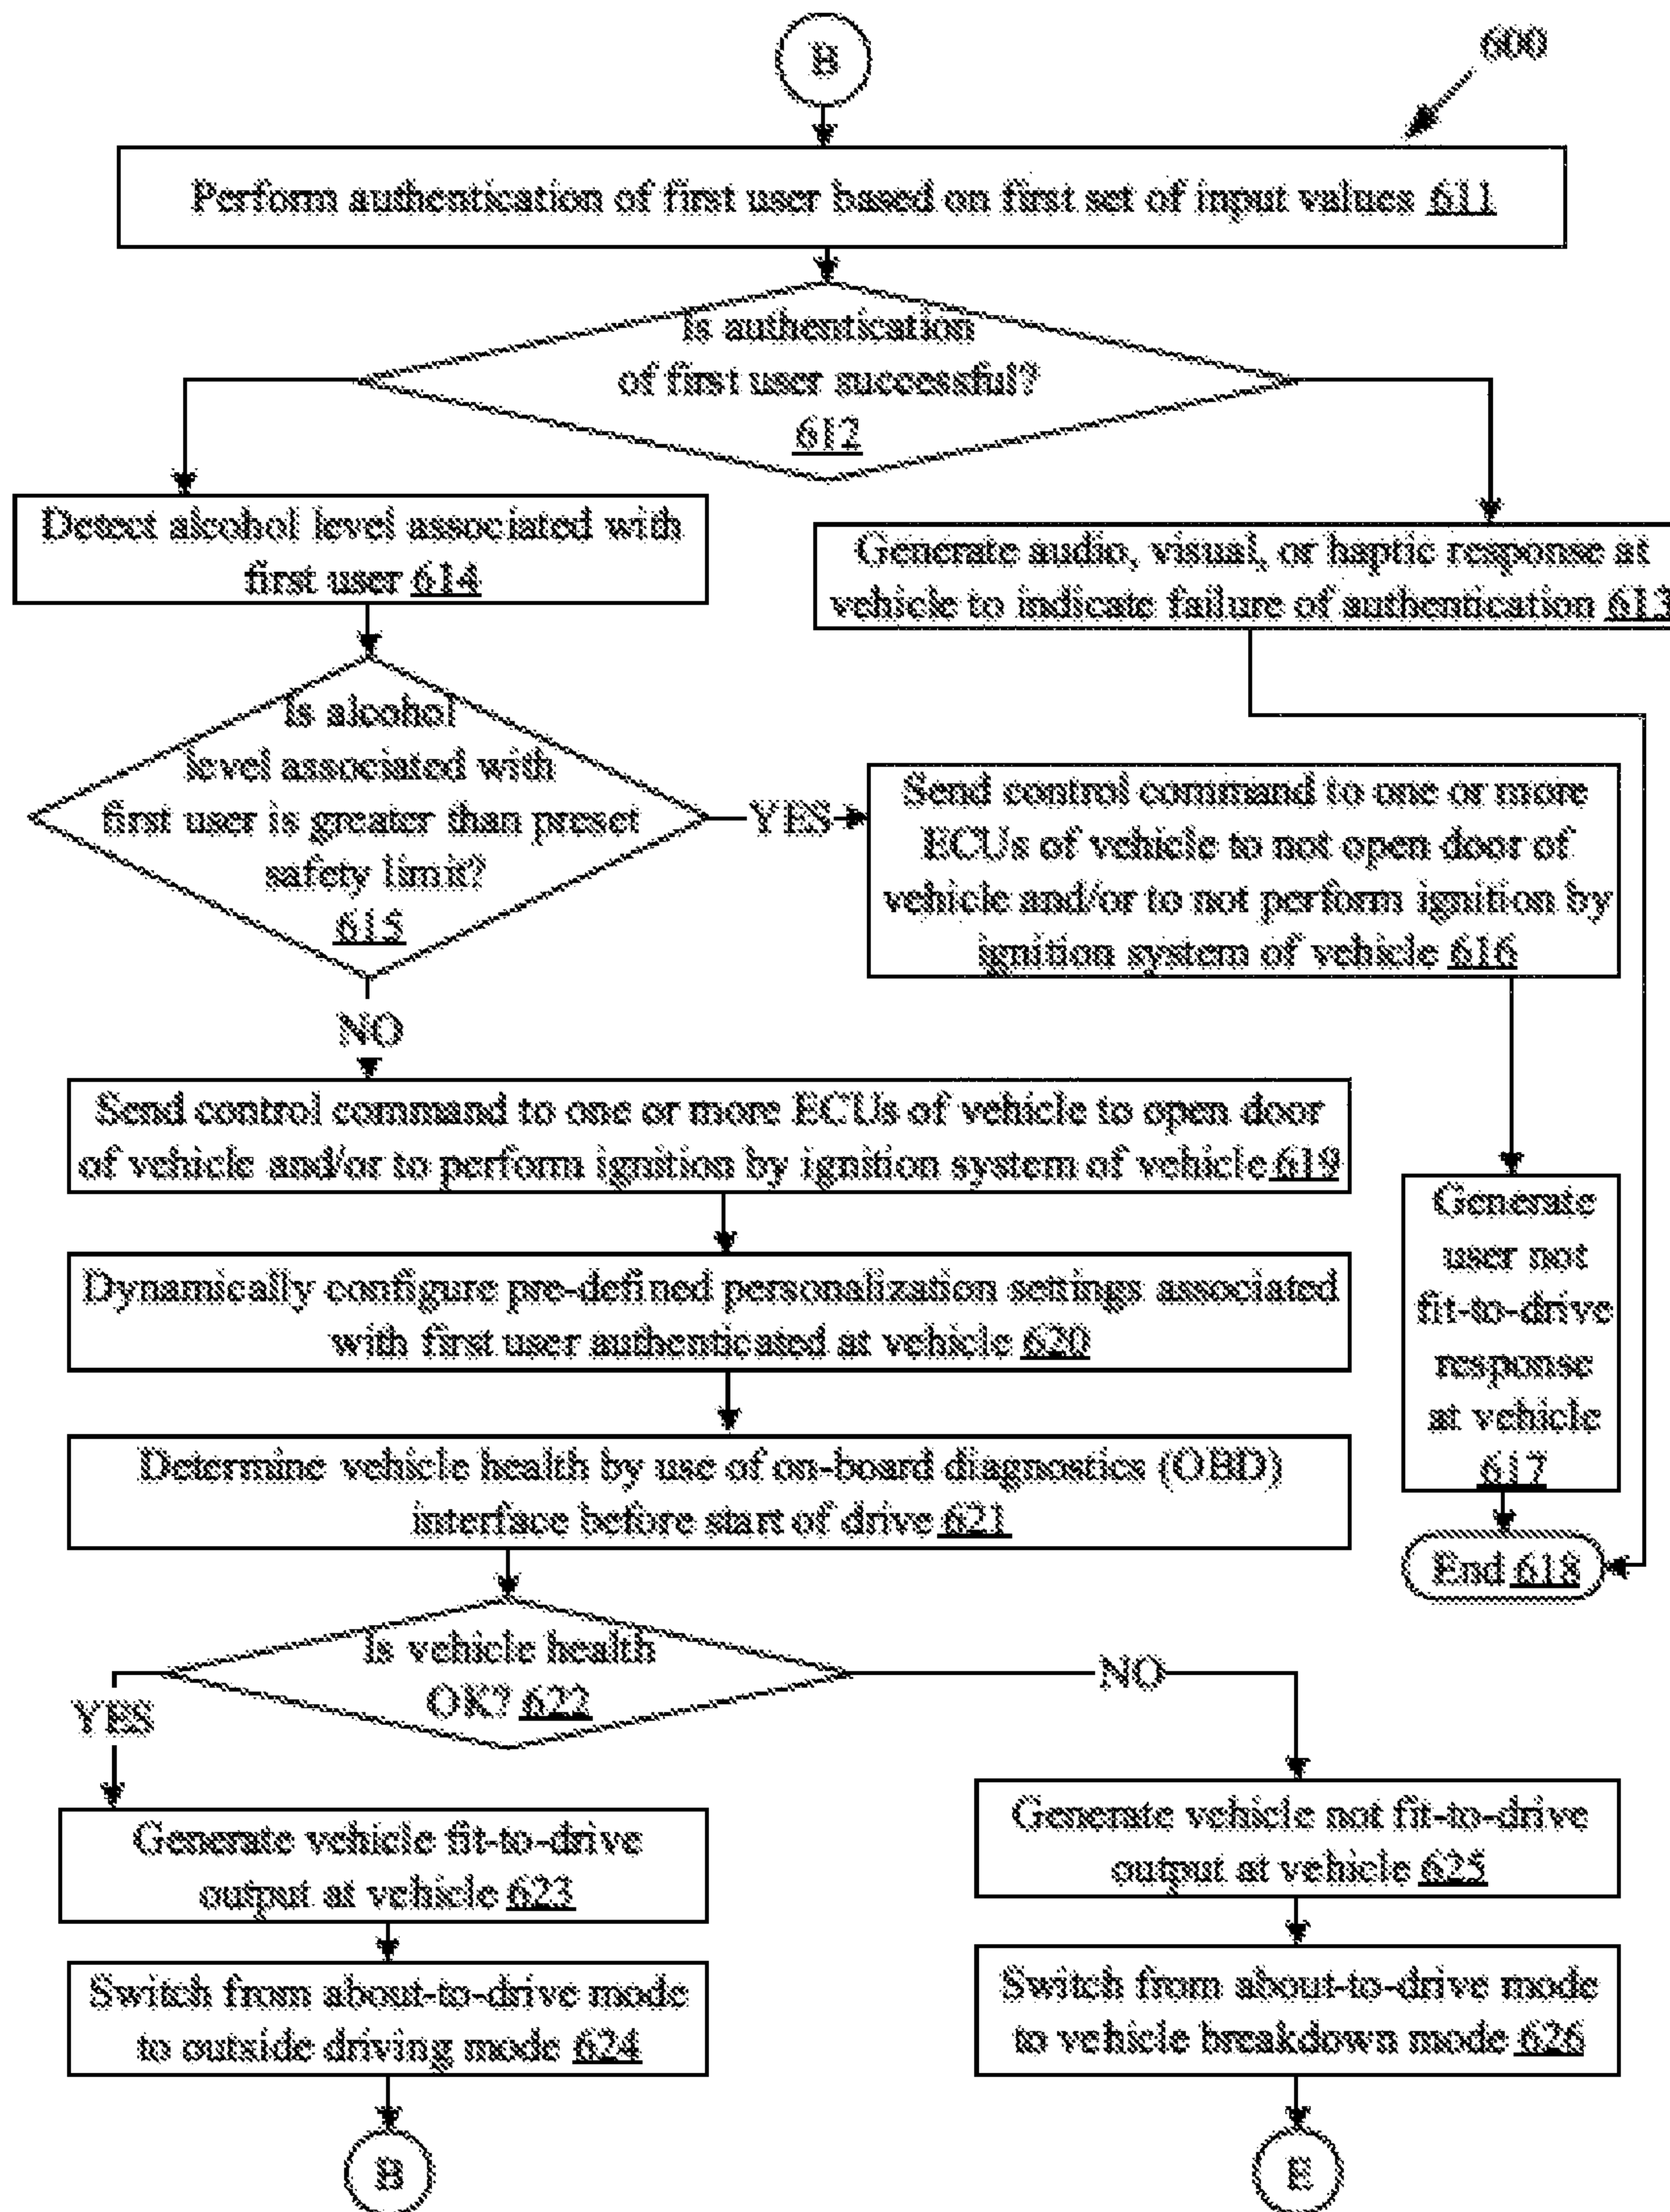 B
600
Perform authentication of first user based on first set of input values 611
Is authentication
of first user successful?
612
Detect alcohol level associated with
first user 614
Generate audio, visual, or haptic response at
vehicle to indicate failure of authentication 613
Is alcohol
level associated with
first user is greater than preset
safety limit?
615
YES
Send control command to one or more
ECUs of vehicle to not open door of
vehicle and/or to not perform ignition by
ignition system of vehicle 616
NO
Send control command to one or more ECUs of vehicle to open door
of vehicle and/or to perform ignition by ignition system of vehicle 619
Generate
user not
fit-to-drive
response
at vehicle
617
Dynamically configure pre-defined personalization settings associated
with first user authenticated at vehicle 620
Determine vehicle health by use of on-board diagnostics (OBD)
interface before start of drive 621
End 618
Is vehicle health
OK? 622
YES
NO
Generate vehicle fit-to-drive
output at vehicle 623
Generate vehicle not fit-to-drive
output at vehicle 625
Switch from about-to-drive mode
to outside driving mode 624
Switch from about-to-drive mode
to vehicle breakdown mode 626
B
E